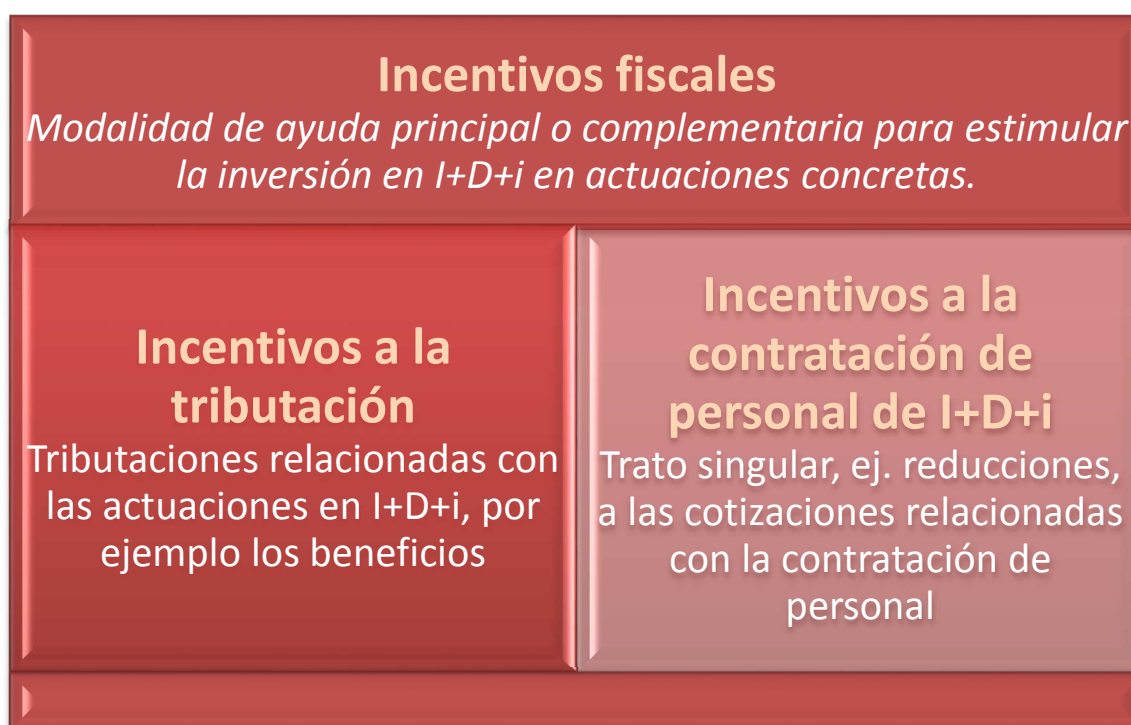 Incentivos fiscales
Modalidad de ayuda principal o complementaria para estimular
la inversión en I+D+i en actuaciones concretas.
Incentivos a la
tributación
Tributaciones relacionadas con
las actuaciones en I+D+i, por
ejemplo los beneficios
Incentivos a la
contratación de
personal de I+D+i
Trato singular, ej. reducciones,
a las cotizaciones relacionadas
con la contratación de
personal